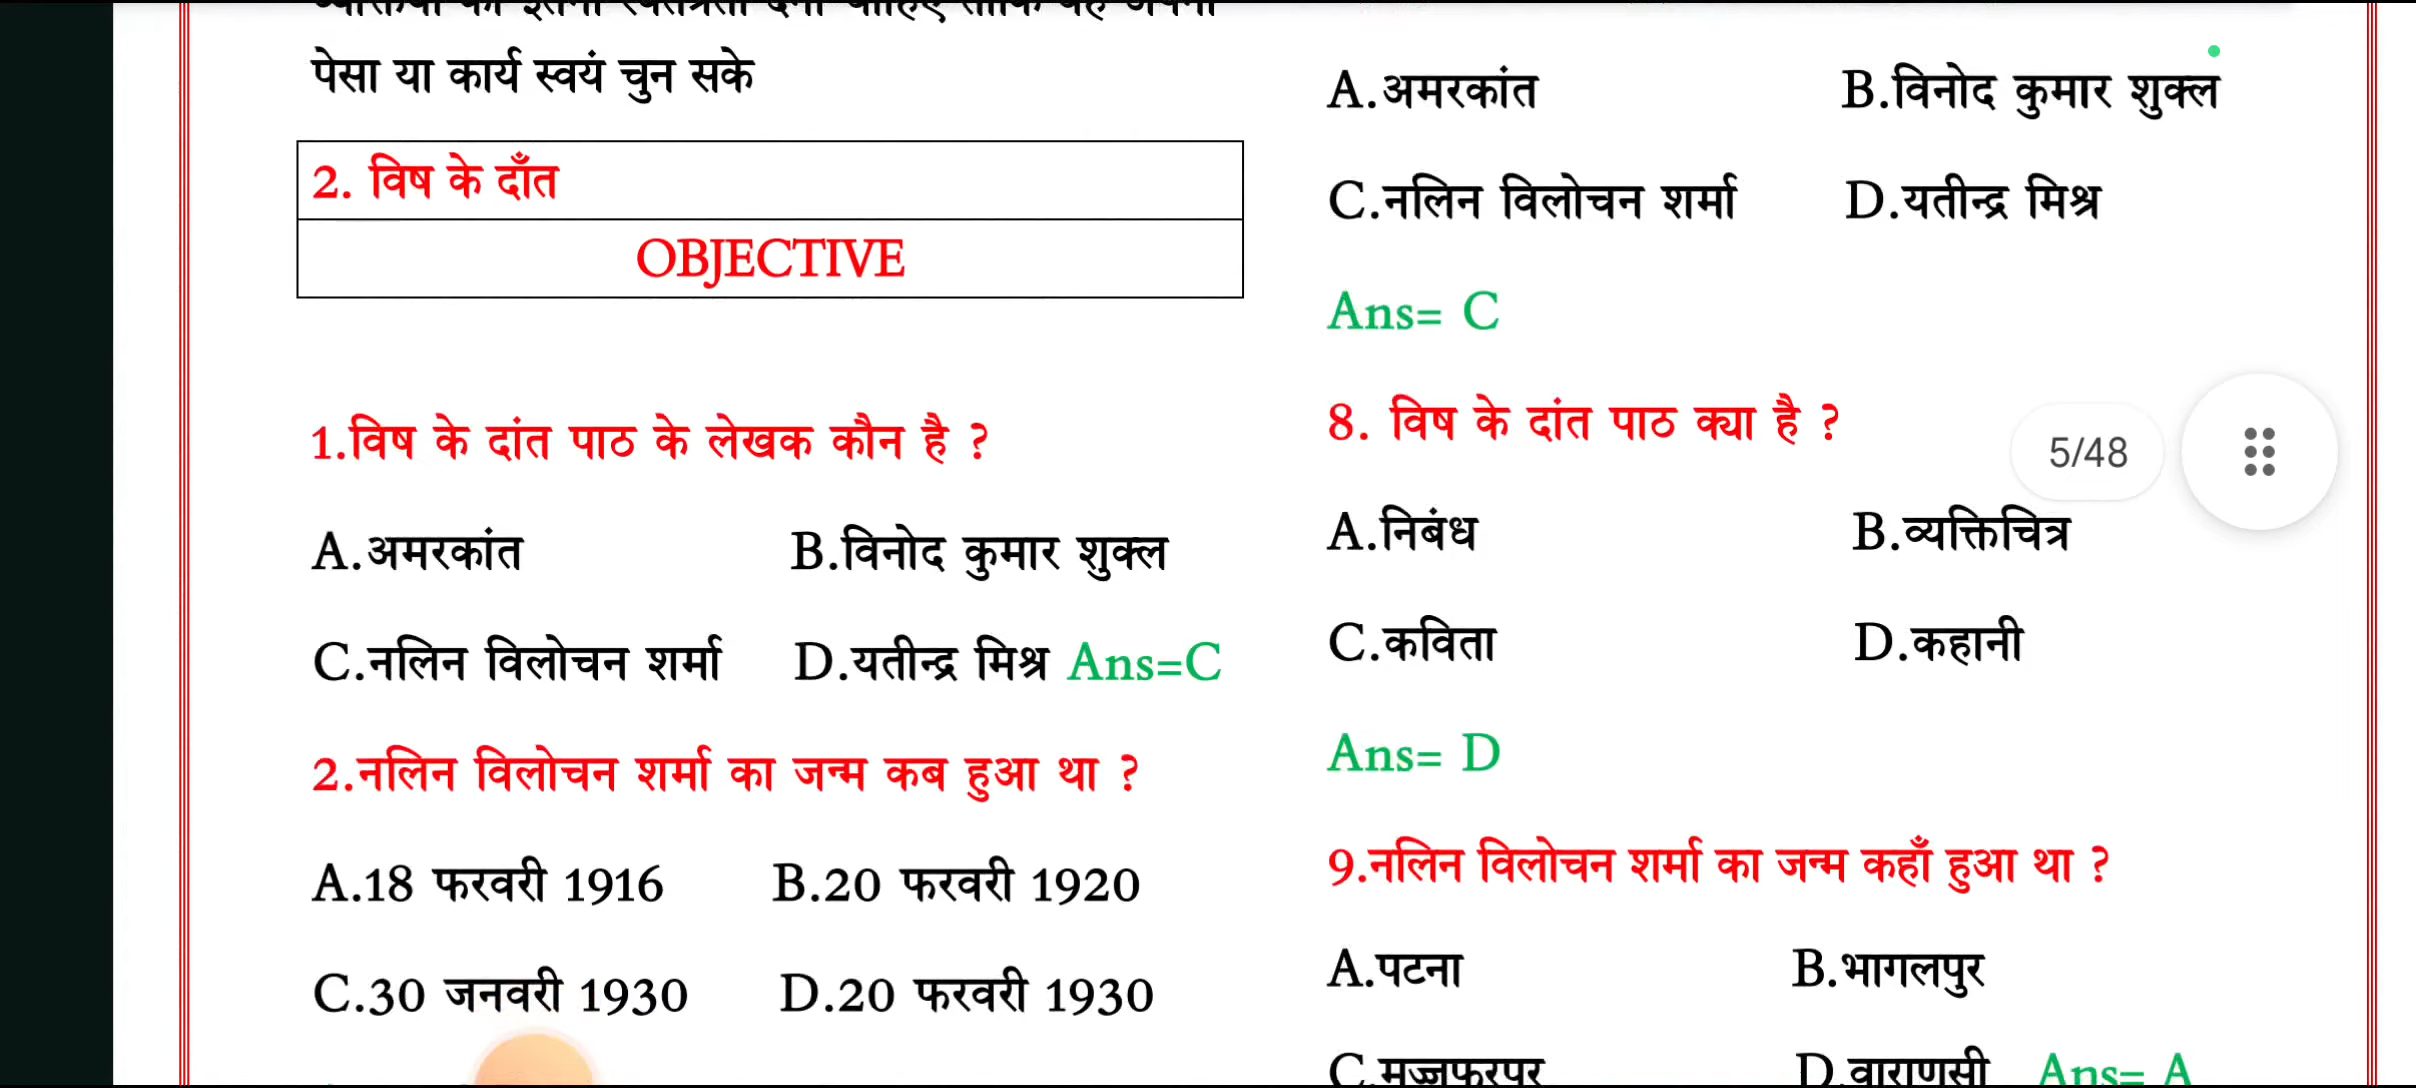 पेसा या कार्य स्वयं चुन सके
2. विष के दाँत
OBJECTIVE
1.विष के दांत पाठ के लेखक कौन है ?
A.अमरकांत B.विनोद कुमार शुक्ल
C.नलिन विलोचन शर्मा D.यतीन्द्र मिश्र Ans=C
2.नलिन विलोचन शर्मा का जन्म कब हुआ था ?
A.18 फरवरी 1916 B.20 फरवरी 1920
C.30 जनवरी 1930 D.20 फरवरी 1930
A.अमरकांत B.विनोद कुमार शुक्ल
C.नलिन विलोचन शर्मा D.यतीन्द्र मिश्र
Ans= C
8. विष के दांत पाठ क्या है ?
5/48
A.निबंध B.व्यक्तिचित्र
C.कविता D.कहानी
Ans= D
9.नलिन विलोचन शर्मा का जन्म कहाँ हुआ था ?
A.पटना B.भागलपुर
C.मुज्जफरपुर D.वाराणसी Ans= A